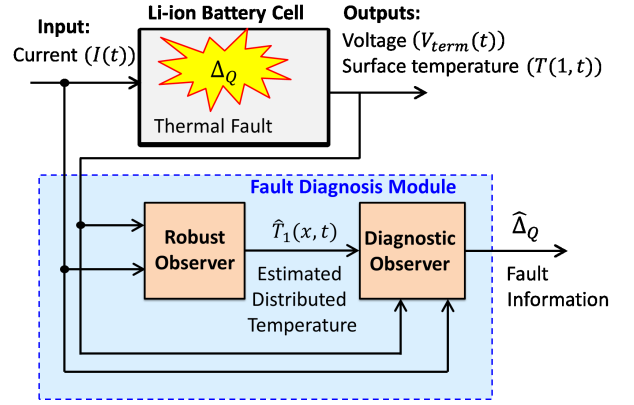 Input:
Current (I(t))
Li-ion Battery Cell
Δ_Q
Thermal Fault
Outputs:
Voltage (V_term(t))
Surface temperature (T(1, t))
Fault Diagnosis Module
Robust
Observer
T̂₁(x, t)
Estimated
Distributed
Temperature
Diagnostic
Observer
Δ̂_Q
Fault
Information